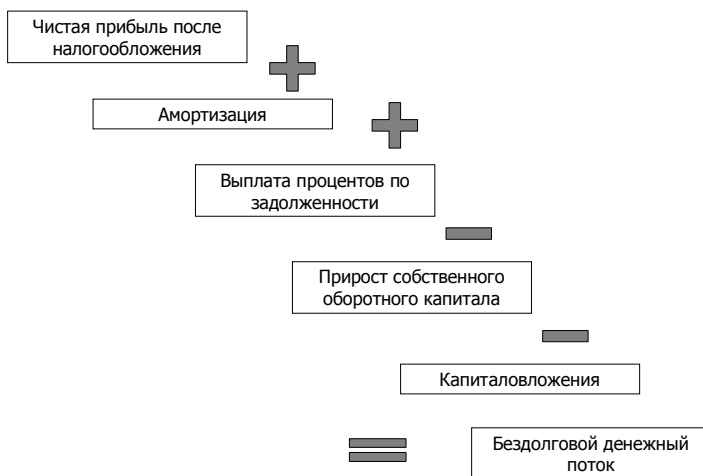 Чистая прибыль после
налогообложения
Амортизация
Выплата процентов по
задолженности
Прирост собственного
оборотного капитала
Капиталовложения
Бездолговой денежный
поток